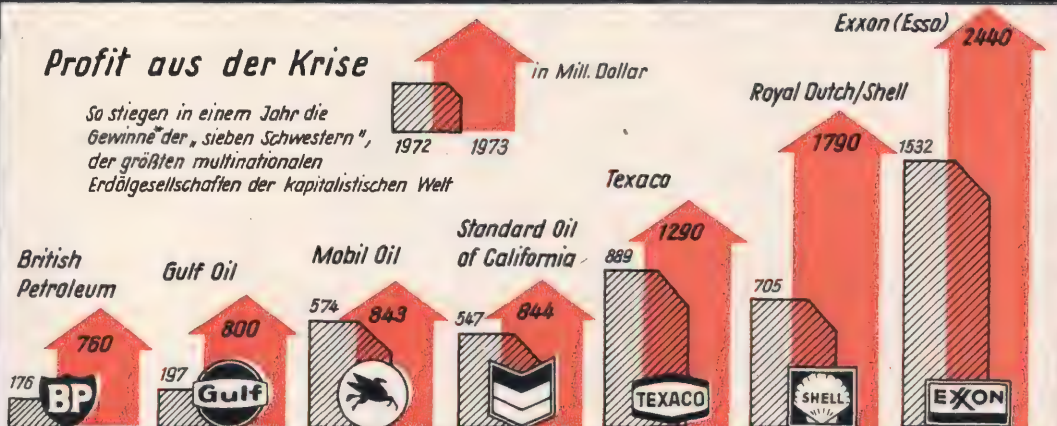 Profit aus der Krise
So stiegen in einem Jahr die
Gewinne der „sieben Schwestern",
der größten multinationalen
Erdölgesellschaften der kapitalistischen Welt
in Mill. Dollar
1972 1973
British
Petroleum
176
760
BP
Gulf Oil
197
800
Gulf
Mobil Oil
574
843
Standard Oil
of California
547
844
Texaco
889
1290
TEXACO
Royal Dutch/Shell
705
1790
SHELL
Exxon (Esso)
1532
2440
EXXON